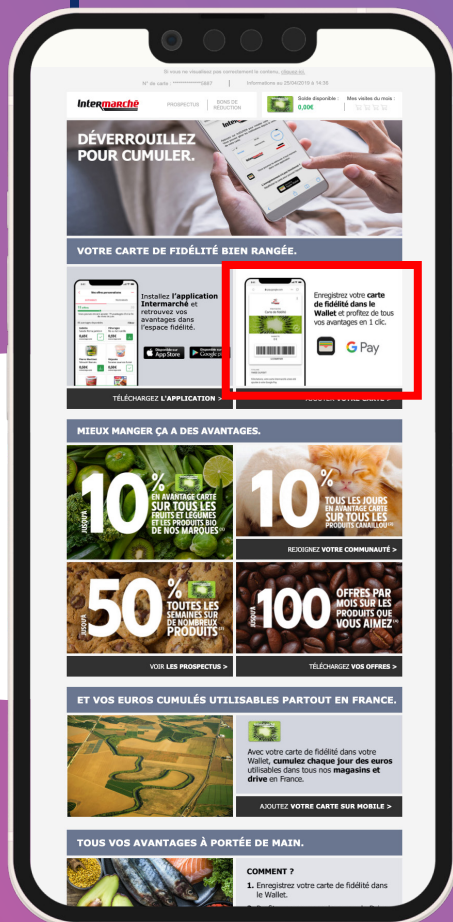 Si vous ne visualisez pas correctement le contenu, cliquez ici.
Informations au 25/04/2019 à 14:35
Intermarché
PROSPECTUS
BONS DE
RÉDUCTION
Solde disponible :
0,00€
Mes visites du mois :
DÉVERROUILLEZ
POUR CUMULER.
VOTRE CARTE DE FIDÉLITÉ BIEN RANGÉE.
Installez l'application
Intermarché et
retrouvez vos
avantages dans
l'espace fidélité.
App Store
Google
TÉLÉCHARGEZ L'APPLICATION >
Carte de fidélité
Enregistrez votre carte
de fidélité dans le
Wallet et profitez de tous
vos avantages en 1 clic.
G Pay
MIEUX MANGER ÇA A DES AVANTAGES.
JUSQU'À
10%
EN AVANTAGE CARTE
SUR TOUS LES
FRUITS ET LÉGUMES
ET LES PRODUITS BIO
DE NOS MARQUES
10%
TOUS LES JOURS
EN AVANTAGE CARTE
SUR TOUS LES
PRODUITS CANAILLOU
REJOIGNEZ VOTRE COMMUNAUTÉ >
JUSQU'À
50%
TOUTES LES
SEMAINES SUR
DE NOMBREUX
PRODUITS
VOIR LES PROSPECTUS >
JUSQU'À
100
OFFRES PAR
MOIS SUR LES
PRODUITS QUE
VOUS AIMEZ
TÉLÉCHARGEZ VOS OFFRES >
ET VOS EUROS CUMULÉS UTILISABLES PARTOUT EN FRANCE.
Avec votre carte de fidélité dans votre
Wallet, cumulez chaque jour des euros
utilisables dans tous nos magasins et
drive en France.
AJOUTEZ VOTRE CARTE SUR MOBILE >
TOUS VOS AVANTAGES À PORTÉE DE MAIN.
COMMENT ?
1. Enregistrez votre carte de fidélité dans
le Wallet.